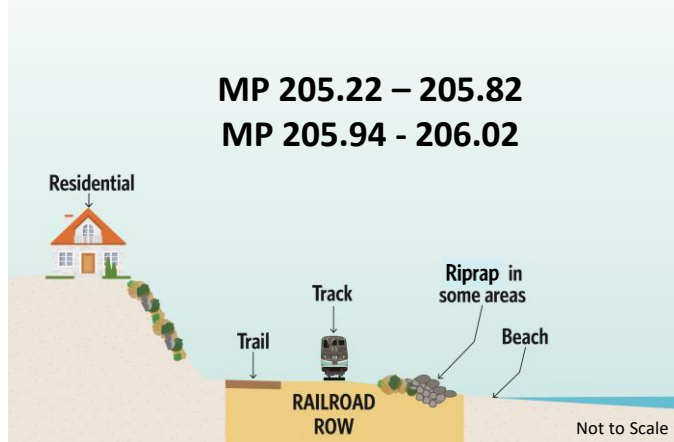 MP 205.22 – 205.82
MP 205.94 - 206.02
Residential
Riprap in
some areas
Track
Trail
Beach
RAILROAD
ROW
Not to Scale